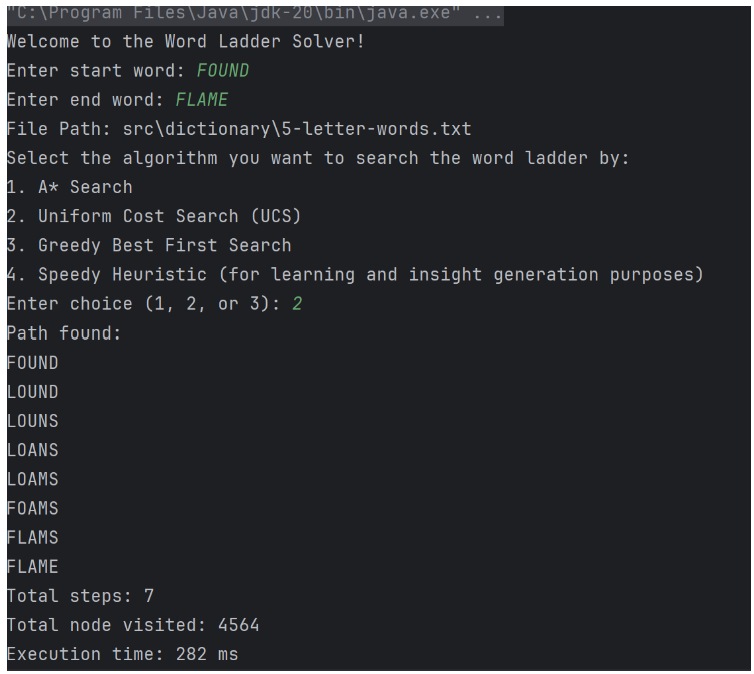 "C:\Program Files\Java\jdk-20\bin\java.exe" ...
Welcome to the Word Ladder Solver!
Enter start word: FOUND
Enter end word: FLAME
File Path: src\dictionary\5-letter-words.txt
Select the algorithm you want to search the word ladder by:
1. A* Search
2. Uniform Cost Search (UCS)
3. Greedy Best First Search
4. Speedy Heuristic (for learning and insight generation purposes)
Enter choice (1, 2, or 3): 2
Path found:
FOUND
LOUND
LOUNS
LOANS
LOAMS
FOAMS
FLAMS
FLAME
Total steps: 7
Total node visited: 4564
Execution time: 282 ms